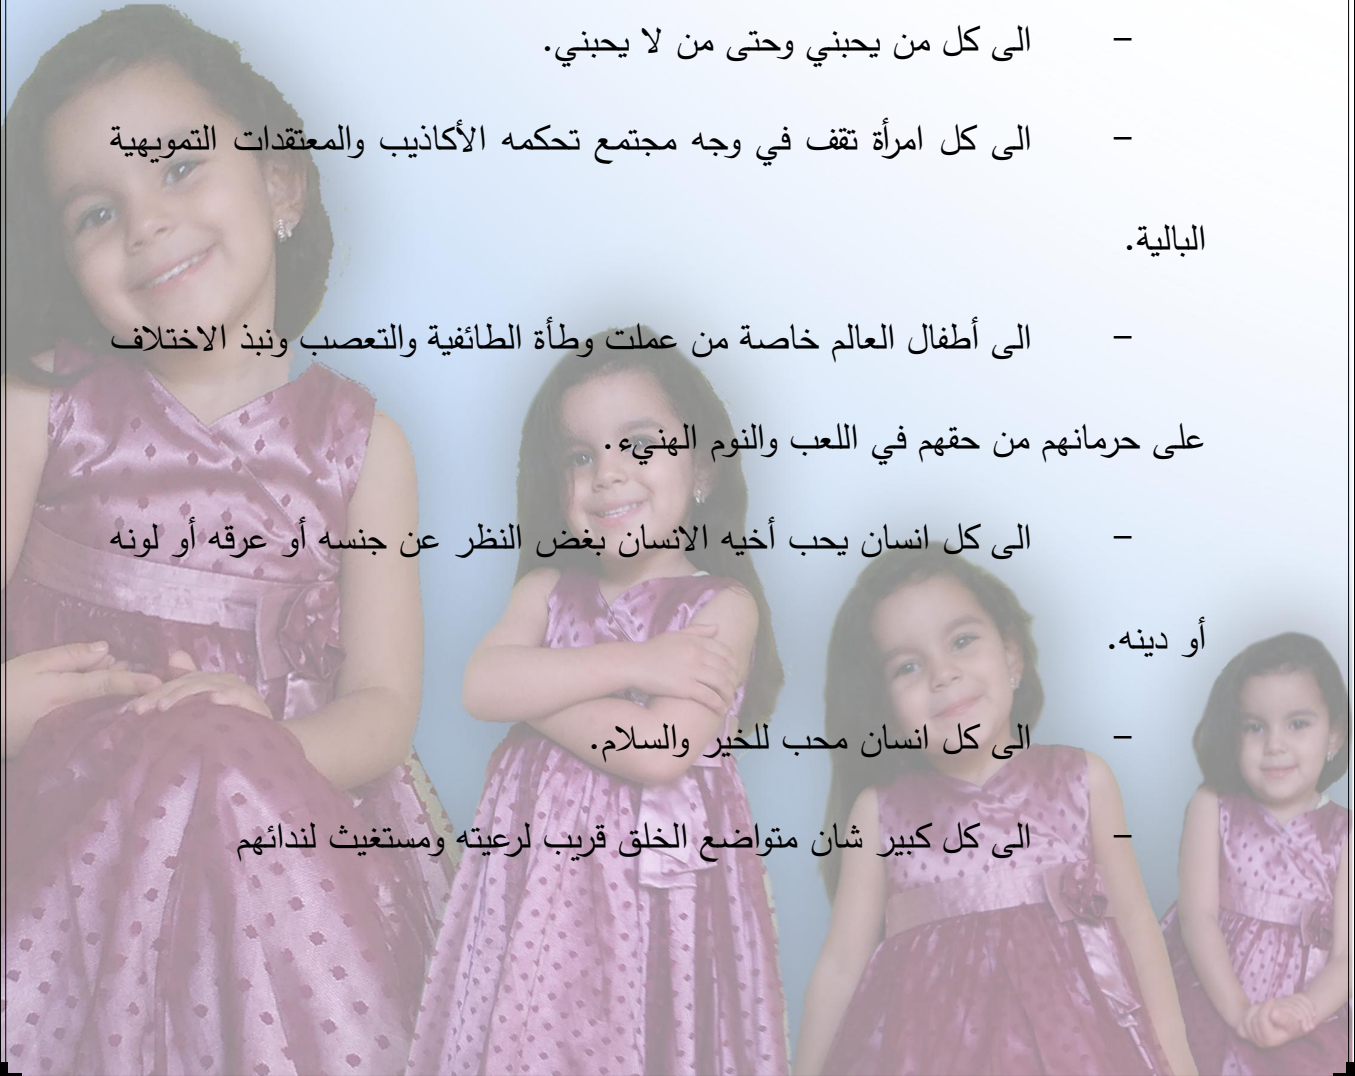 - الى كل من يحبني وحتى من لا يحبني.
- الى كل امرأة تقف في وجه مجتمع تحكمه الأكاذيب والمعتقدات التمويهية
البالية.
- الى أطفال العالم خاصة من عملت وطأة الطائفية والتعصب ونبذ الاختلاف
على حرمانهم من حقهم في اللعب والنوم الهنيء.
- الى كل انسان يحب أخيه الانسان بغض النظر عن جنسه أو عرقه أو لونه
أو دينه.
- الى كل انسان محب للخير والسلام.
- الى كل كبير شان متواضع الخلق قريب لرعيته ومستغيث لندائهم